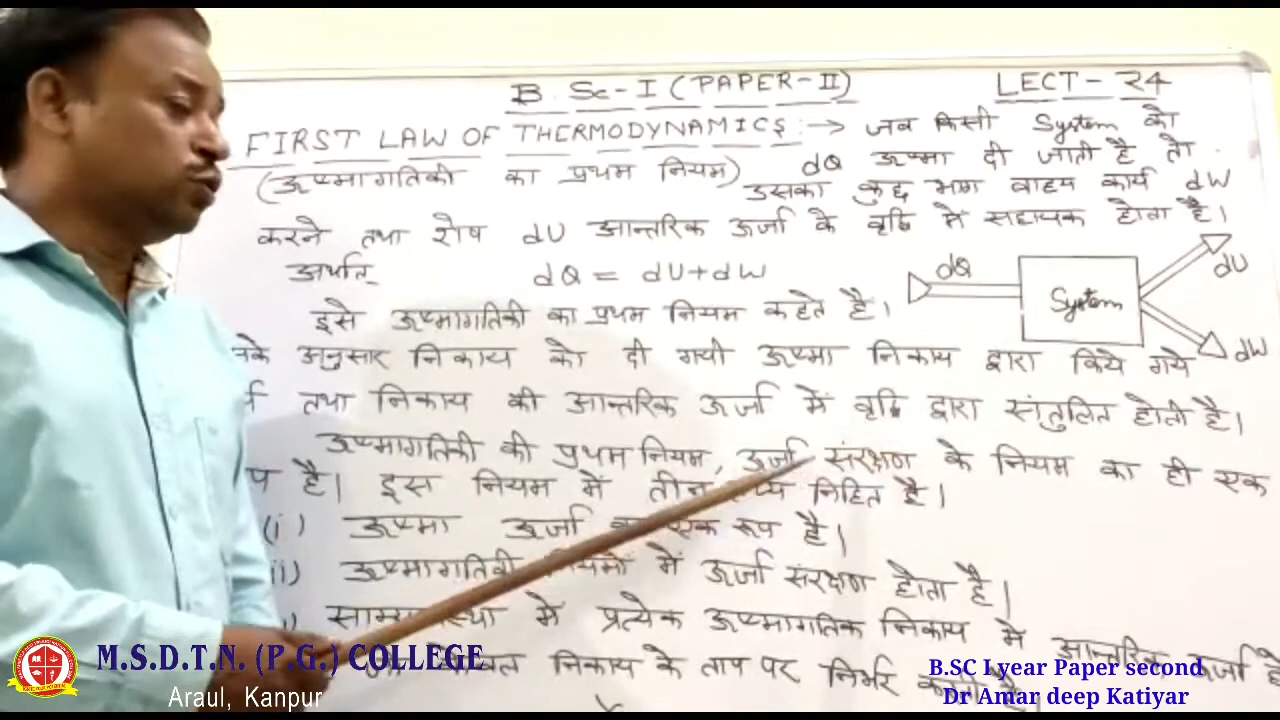 B.Sc-I (PAPER-II) LECT-24
FIRST LAW OF THERMODYNAMICS :→ जब किसी System को
(ऊष्मागतिकी का प्रथम नियम) dQ ऊष्मा दी जाती है तो
उसका कुछ भाग वाह्य कार्य dW
करने तथा शेष dU आन्तरिक ऊर्जा के वृद्धि में सहायक होता है।
अर्थात् dQ = dU+dW
dQ
System
dU
dW
इसे ऊष्मागतिकी का प्रथम नियम कहते है।
अनुसार निकाय को दी गयी ऊष्मा निकाय द्वारा किये गये
तथा निकाय की आन्तरिक ऊर्जा में वृद्धि द्वारा संतुलित होती है।
ऊष्मागतिकी की प्रथम नियम, ऊर्जा संरक्षण के नियम का ही एक
है। इस नियम में तीन निहित है।
(i) ऊष्मा ऊर्जा एक रूप है।
ii) ऊष्मागतिकी में ऊर्जा संरक्षण होता है।
में प्रत्येक ऊष्मागतिक निकाय में आन्तरिक ऊर्जा
निकाय के ताप पर निर्भर
M.S.D.T.N. (P.G.) COLLEGE
Araul, Kanpur
B.SC I year Paper second
Dr Amar deep Katiyar